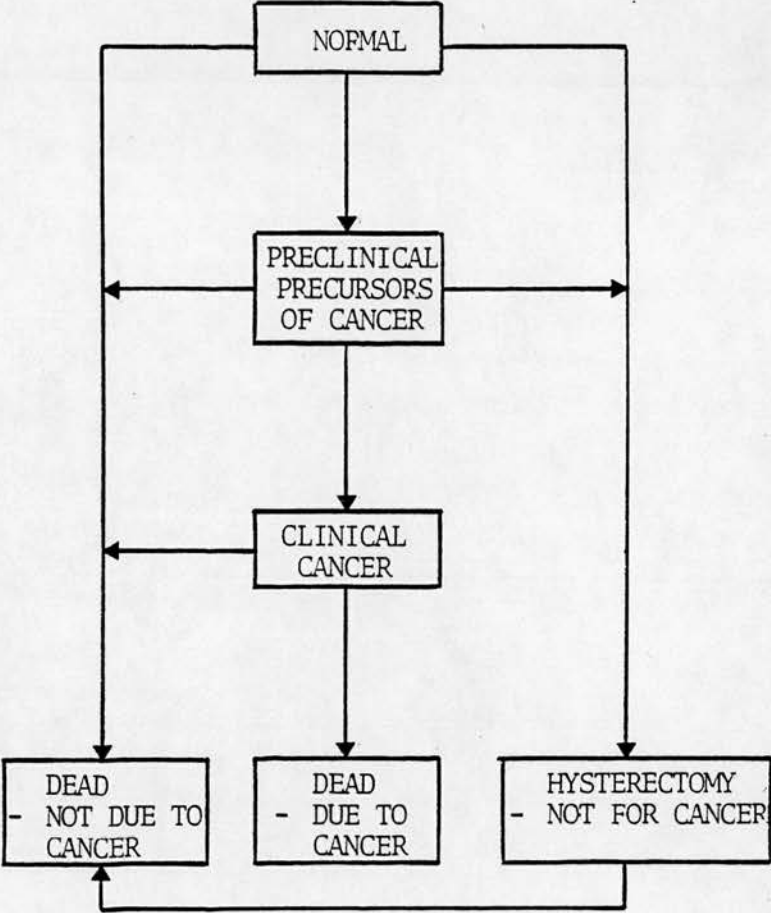 NORMAL
PRECLINICAL
PRECURSORS
OF CANCER
CLINICAL
CANCER
DEAD
- NOT DUE TO
CANCER
DEAD
- DUE TO
CANCER
HYSTERECTOMY
- NOT FOR CANCER